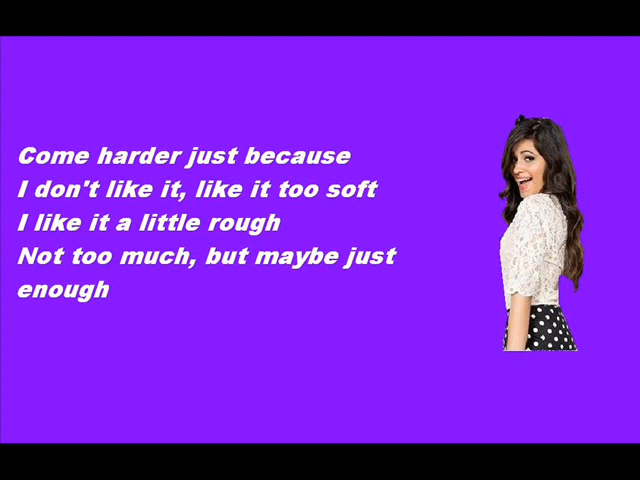 Come harder just because
I don't like it, like it too soft
I like it a little rough
Not too much, but maybe just
enough